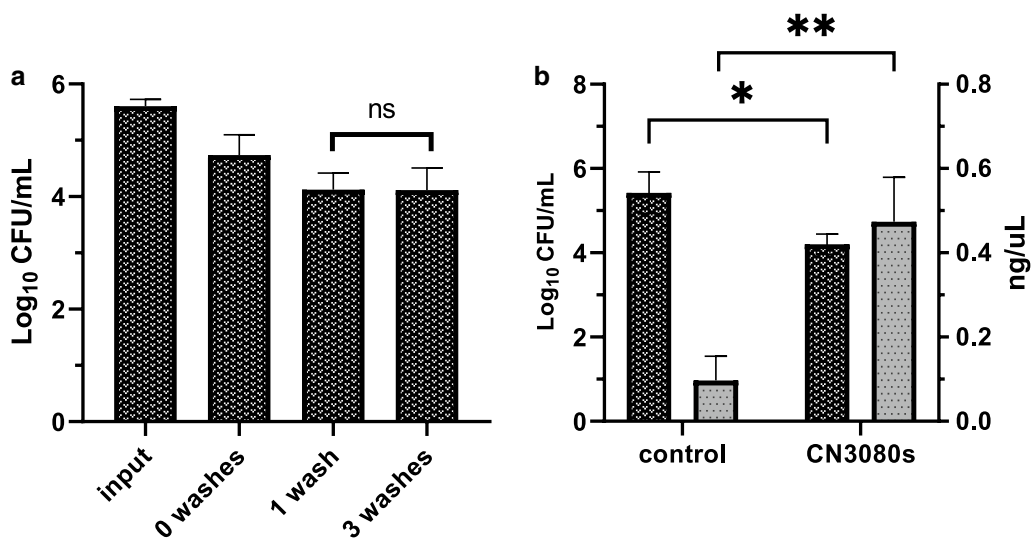 a
Log10 CFU/mL
6
4
2
0
ns
input
0 washes
1 wash
3 washes
b
Log10 CFU/mL
8
6
4
2
0
**
*
control
CN3080s
0.8
0.6
0.4
0.2
0.0
ng/uL